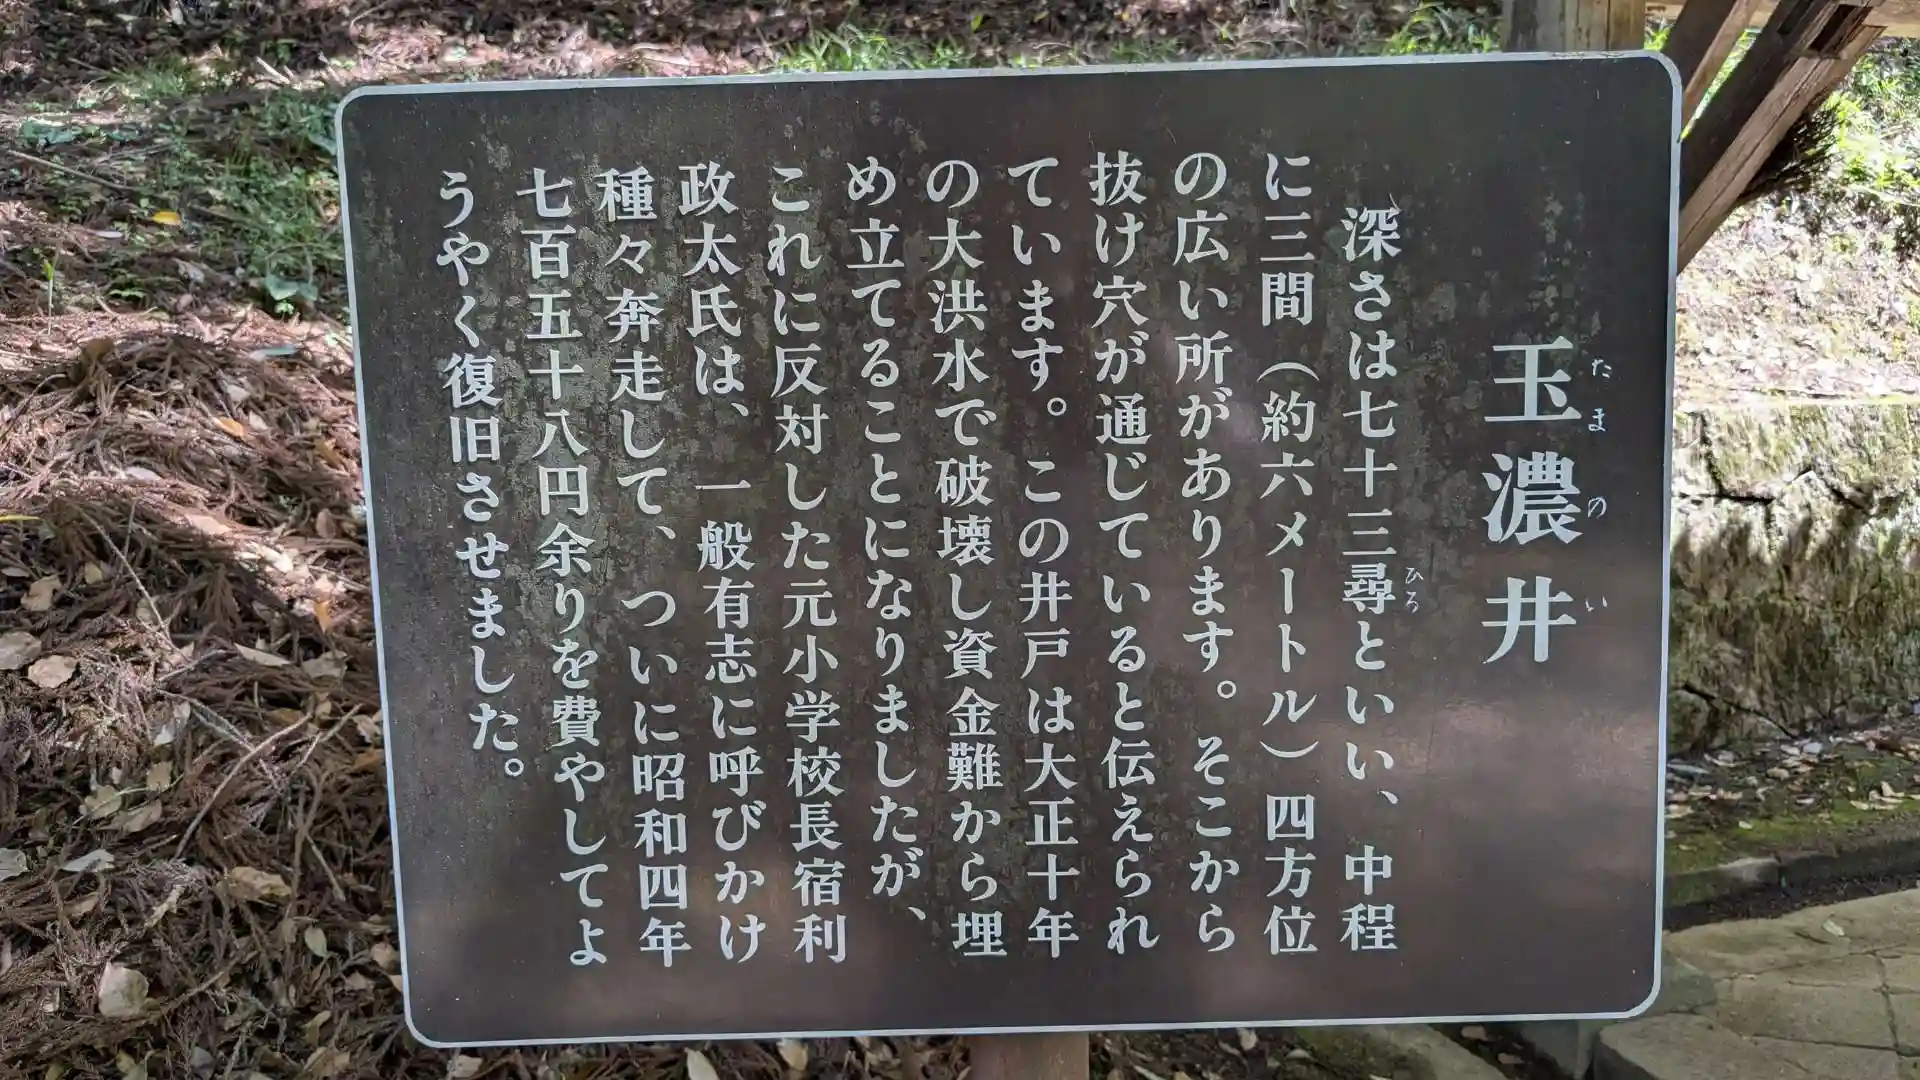 玉濃井
たまのい
深さは七十三尋といい、中程
ひろ
に三間（約六メートル）四方位
の広い所があります。そこから
抜け穴が通じていると伝えられ
ています。この井戸は大正十年
の大洪水で破壊し資金難から埋
め立てることになりましたが、
これに反対した元小学校長宿利
政太氏は、一般有志に呼びかけ
種々奔走して、ついに昭和四年
七百五十八円余りを費やしてよ
うやく復旧させました。